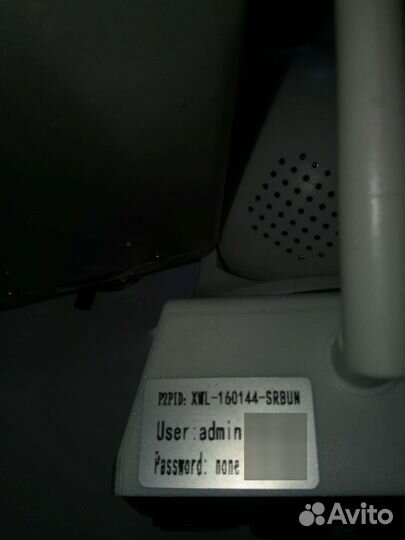 P2PID: XWL-160144-SRBUN
User:admin
Password: none
Avito